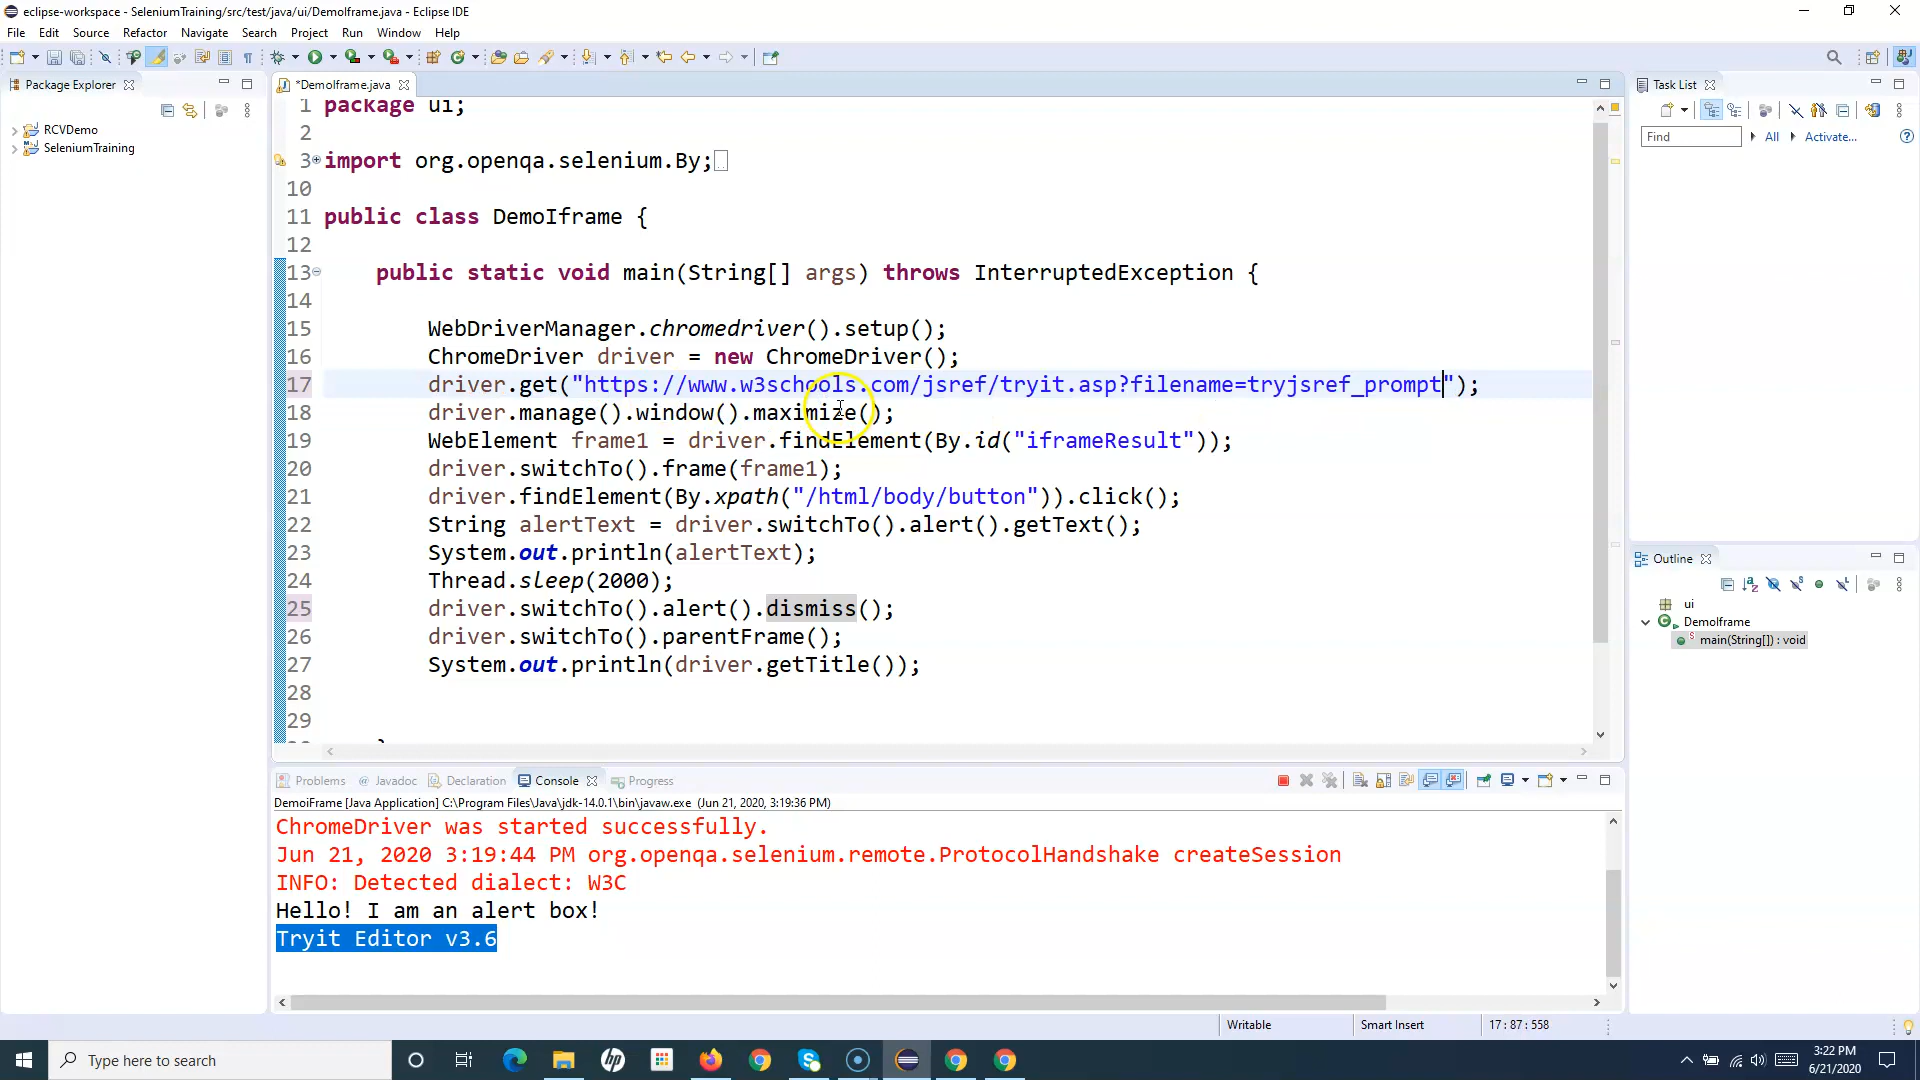 eclipse-workspace - SeleniumTraining/src/test/java/ui/DemoIframe.java - Eclipse IDE
File Edit Source Refactor Navigate Search Project Run Window Help
Package Explorer
RCVDemo
SeleniumTraining
*DemoIframe.java
1 package ui;
2
3 import org.openqa.selenium.By;
10
11 public class DemoIframe {
12
13 public static void main(String[] args) throws InterruptedException {
14
15 WebDriverManager.chromedriver().setup();
16 ChromeDriver driver = new ChromeDriver();
17 driver.get("https://www.w3schools.com/jsref/tryit.asp?filename=tryjsref_prompt");
18 driver.manage().window().maximize();
19 WebElement frame1 = driver.findElement(By.id("iframeResult"));
20 driver.switchTo().frame(frame1);
21 driver.findElement(By.xpath("/html/body/button")).click();
22 String alertText = driver.switchTo().alert().getText();
23 System.out.println(alertText);
24 Thread.sleep(2000);
25 driver.switchTo().alert().dismiss();
26 driver.switchTo().parentFrame();
27 System.out.println(driver.getTitle());
28
29
Task List
Find All Activate...
Outline
ui
DemoIframe
main(String[]) : void
Problems Javadoc Declaration Console Progress
DemoiFrame [Java Application] C:\Program Files\Java\jdk-14.0.1\bin\javaw.exe (Jun 21, 2020, 3:19:36 PM)
ChromeDriver was started successfully.
Jun 21, 2020 3:19:44 PM org.openqa.selenium.remote.ProtocolHandshake createSession
INFO: Detected dialect: W3C
Hello! I am an alert box!
Tryit Editor v3.6
Writable Smart Insert 17 : 87 : 558
Type here to search
3:22 PM
6/21/2020